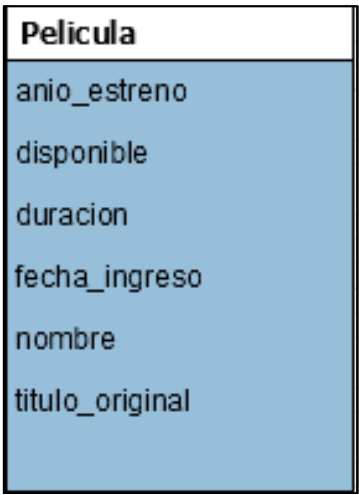 Pelicula
anio_estreno
disponible
duracion
fecha_ingreso
nombre
titulo_original